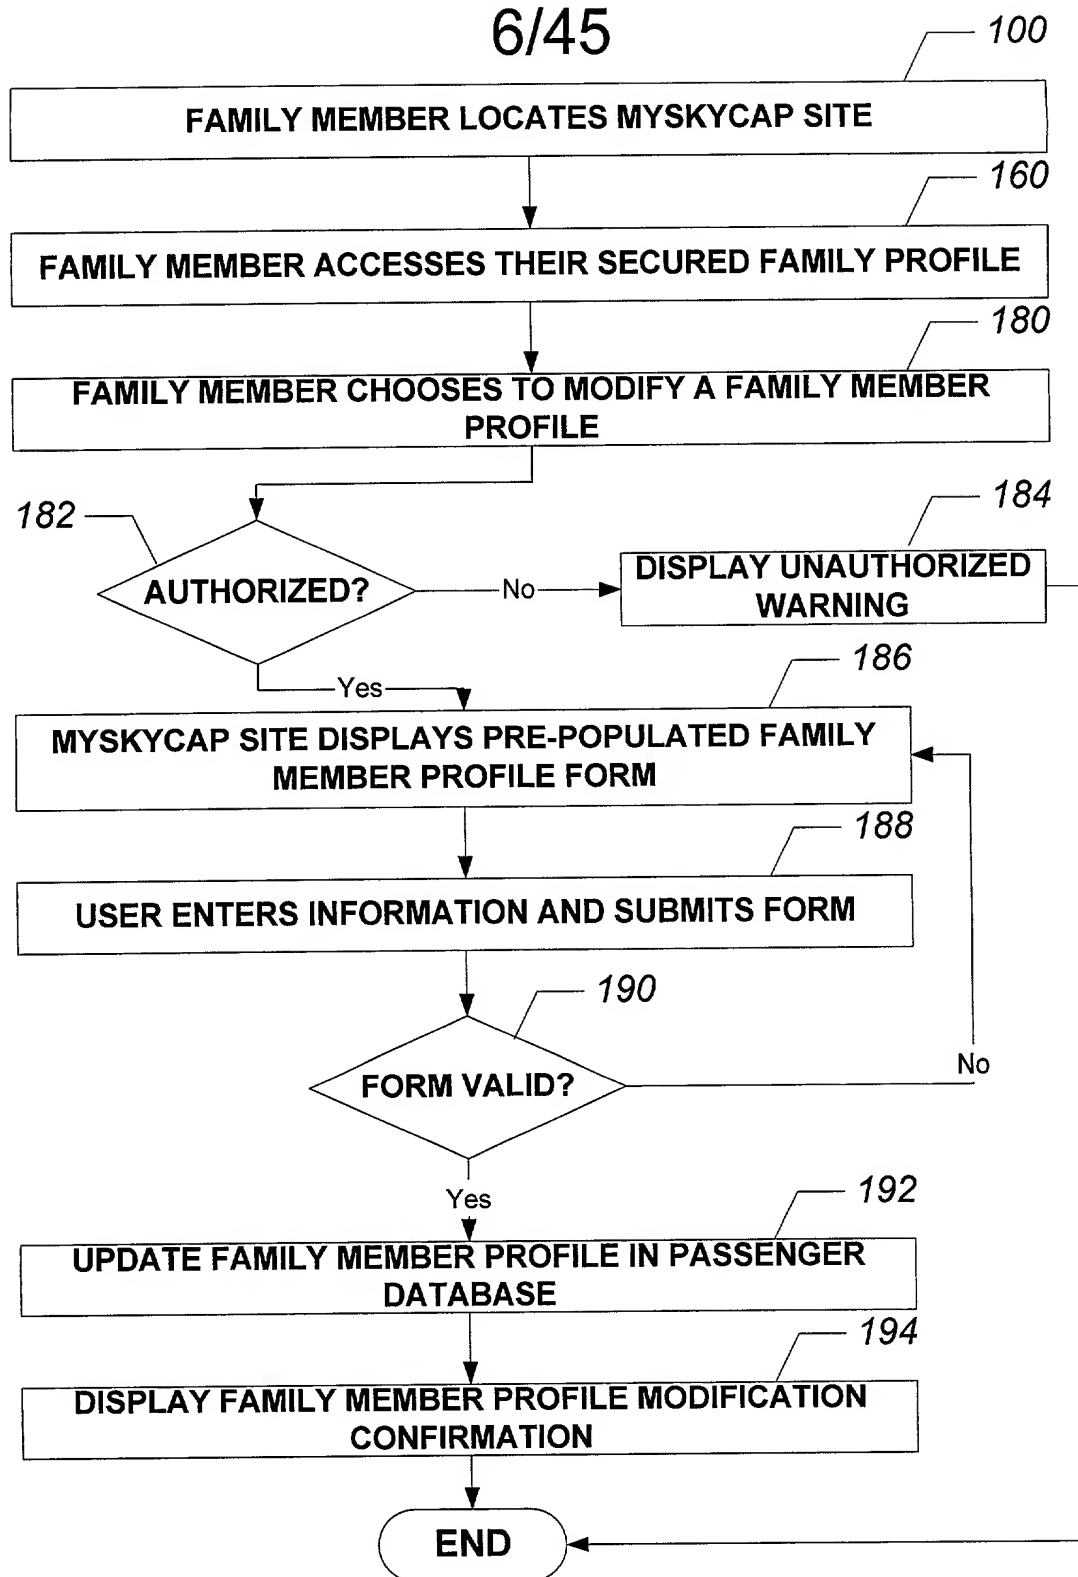 6/45
100
FAMILY MEMBER LOCATES MYSKYCAP SITE
160
FAMILY MEMBER ACCESSES THEIR SECURED FAMILY PROFILE
180
FAMILY MEMBER CHOOSES TO MODIFY A FAMILY MEMBER
PROFILE
182
AUTHORIZED?
No
184
DISPLAY UNAUTHORIZED
WARNING
Yes
186
MYSKYCAP SITE DISPLAYS PRE-POPULATED FAMILY
MEMBER PROFILE FORM
188
USER ENTERS INFORMATION AND SUBMITS FORM
190
FORM VALID?
No
Yes
192
UPDATE FAMILY MEMBER PROFILE IN PASSENGER
DATABASE
194
DISPLAY FAMILY MEMBER PROFILE MODIFICATION
CONFIRMATION
END